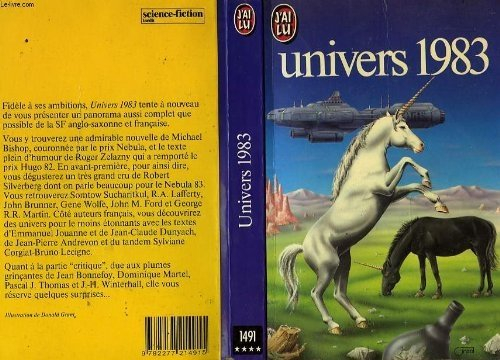 science-fiction
inédit
Fidèle à ses ambitions, Univers 1983 tente à nouveau
de vous présenter un panorama aussi complet que
possible de la SF anglo-saxonne et française.
Vous y trouverez une admirable nouvelle de Michael
Bishop, couronnée par le prix Nebula, et le texte
plein d'humour de Roger Zelazny qui a remporté le
prix Hugo 82. En avant-première, pour ainsi dire,
vous dégusterez un très grand cru de Robert
Silverberg dont on parle beaucoup pour le Nebula 83.
Vous retrouverez Somtow Sucharitkul, R.A. Lafferty,
John Brunner, Gene Wolfe, John M. Ford et George
R.R. Martin. Côté auteurs français, vous découvrirez
des univers pour le moins étonnants avec les textes
d'Emmanuel Jouanne et de Jean-Claude Dunyach,
de Jean-Pierre Andrevon et du tandem Sylviane
Corgiat-Bruno Lecigne.
Quant à la partie "critique", due aux plumes
grinçantes de Jean Bonnefoy, Dominique Martel,
Pascal J. Thomas et J.-H. Winterhall, elle vous
réserve quelques surprises...
Illustration de Donald Grant
9782277214915
J'AI
LU
Univers 1983
1491
★★★★
J'AI
LU
univers 1983